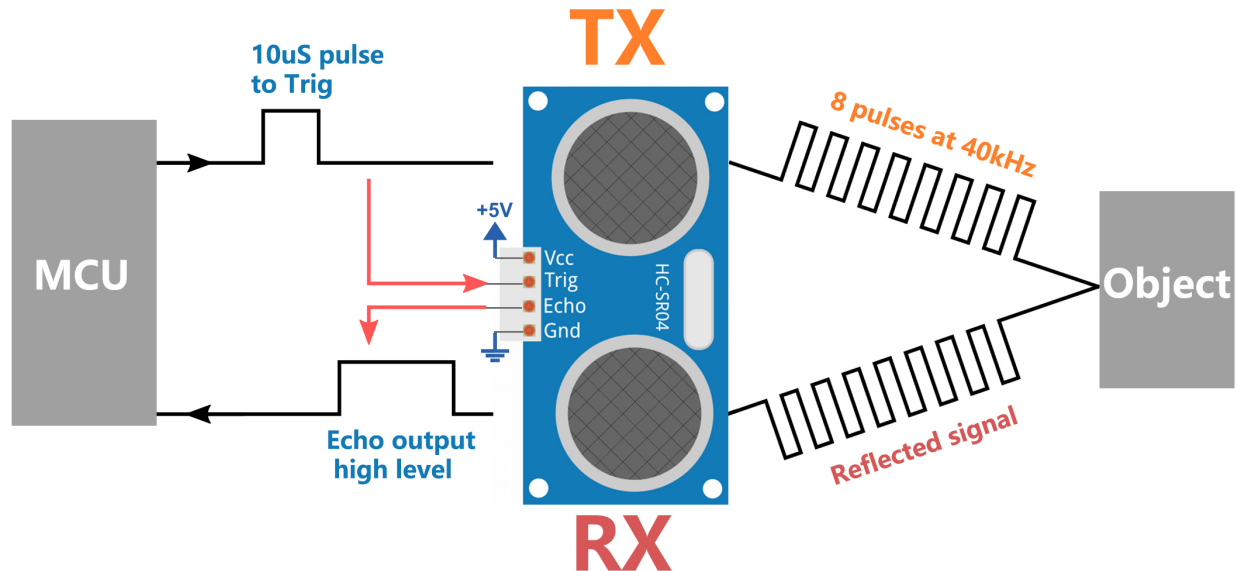 TX
10uS pulse
to Trig
8 pulses at 40kHz
+5V
MCU
Vcc
Trig
Echo
Gnd
HC-SR04
Object
Echo output
high level
Reflected signal
RX